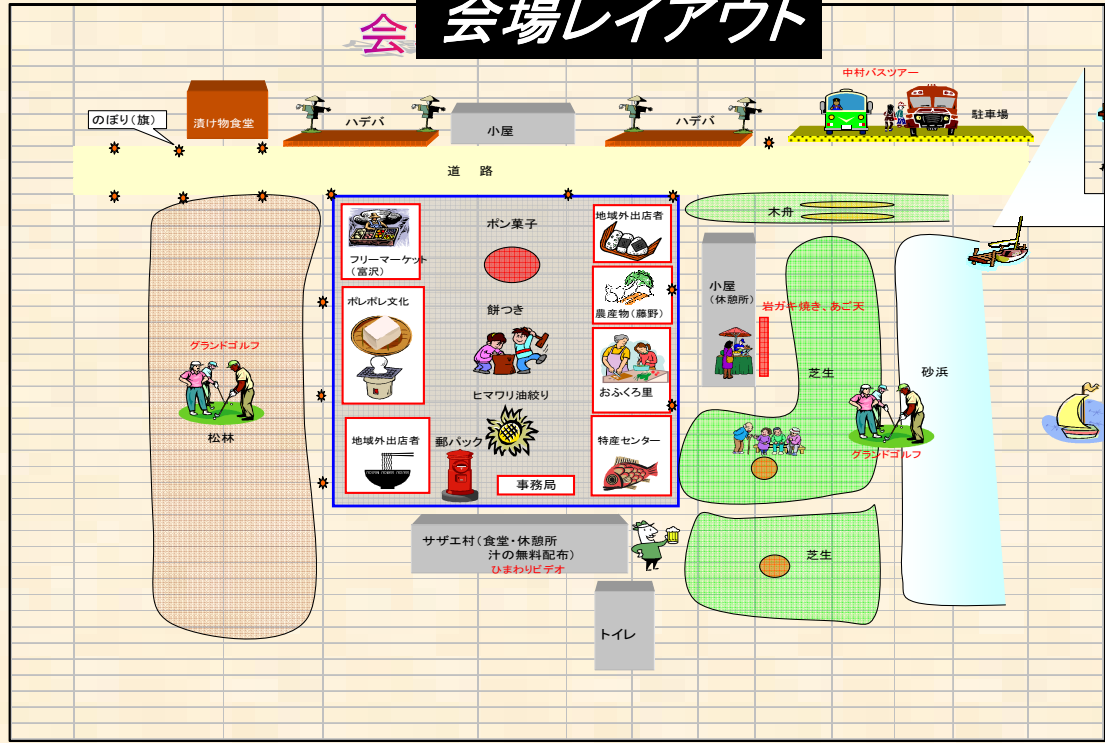 会
会場レイアウト
中村バスツアー
のぼり(旗)
漬け物食堂
ハデバ
小屋
ハデバ
駐車場
道 路
木舟
フリーマーケット
(富沢)
ポン菓子
地域外出店者
ポレポレ文化
餅つき
農産物(藤野)
小屋
(休憩所)
岩ガキ焼き、あご天
グランドゴルフ
松林
おふくろ里
芝生
砂浜
ヒマワリ油絞り
地域外出店者
郵パック
特産センター
グランドゴルフ
事務局
サザエ村(食堂・休憩所
汁の無料配布)
ひまわりビデオ
芝生
トイレ